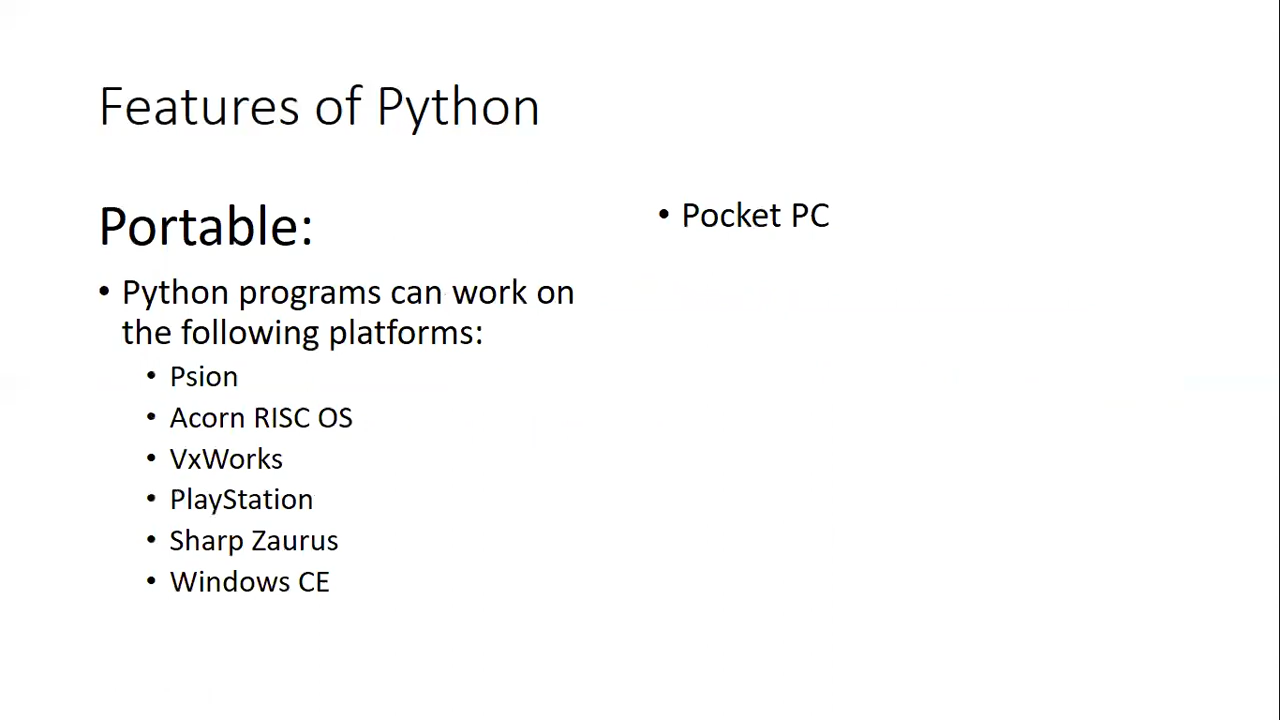 Features of Python
Portable:
• Python programs can work on
the following platforms:
• Psion
• Acorn RISC OS
• VxWorks
• PlayStation
• Sharp Zaurus
• Windows CE
• Pocket PC